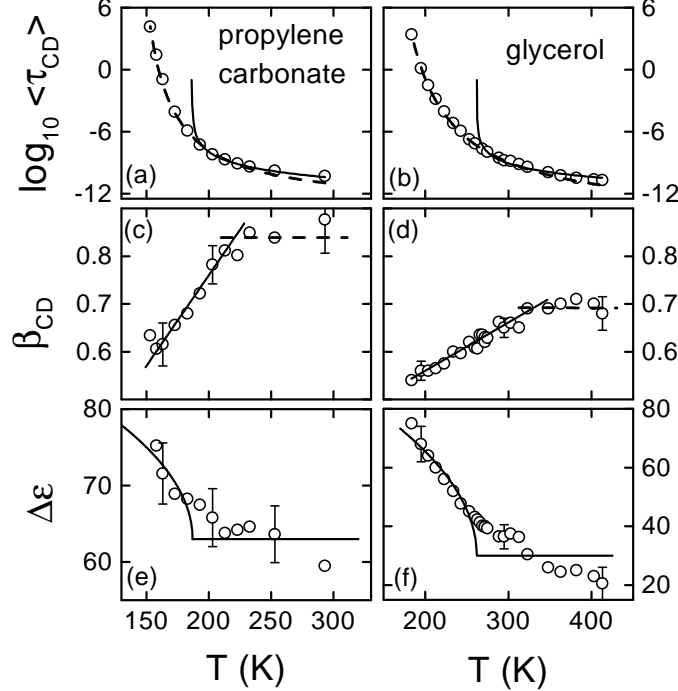 6 6
0 0
-6 -6
-12 -12
log₁₀ <τ_CD>
propylene
carbonate
glycerol
(a) (b)
0.8 0.8
0.7 0.7
0.6 0.6
β_CD
(c) (d)
80 80
70 60
60 40
20
Δε
(e) (f)
150 200 250 300 200 300 400
T (K) T (K)